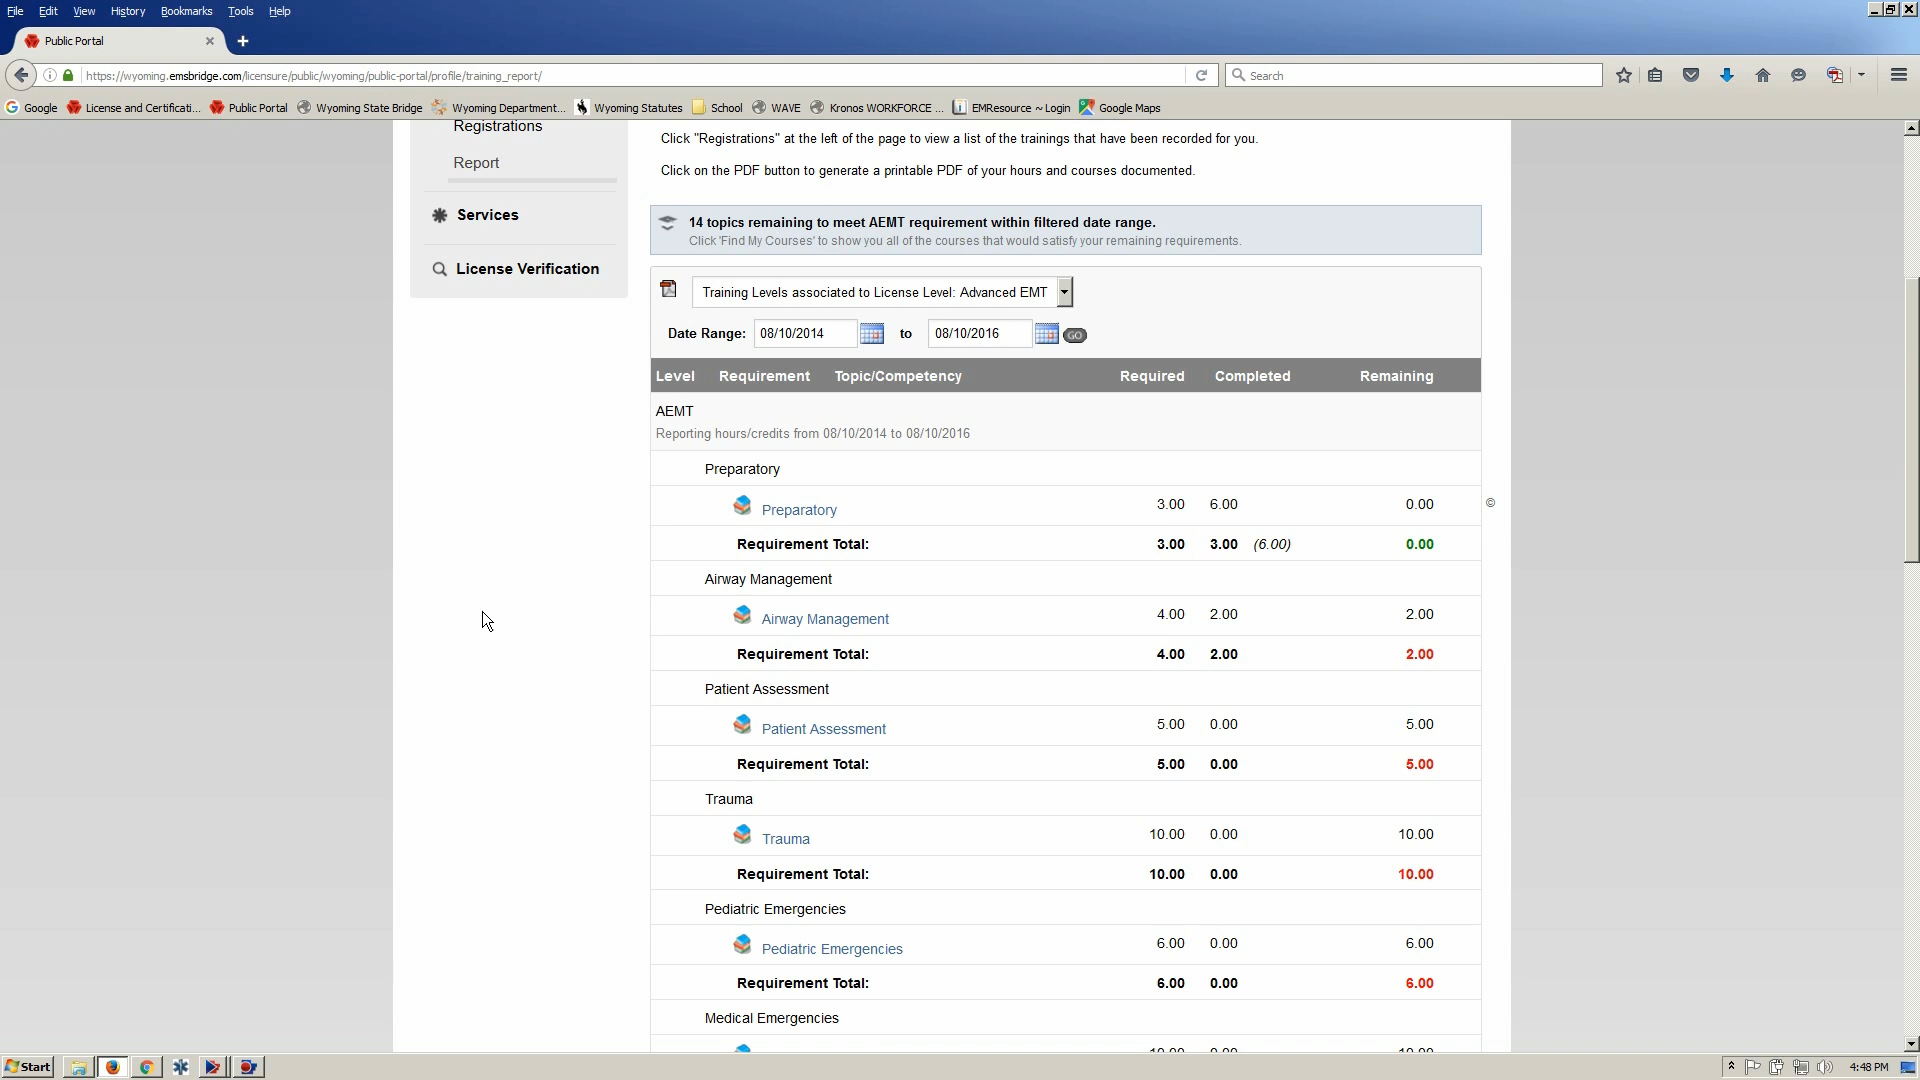 File Edit View History Bookmarks Tools Help
Public Portal
https://wyoming.emsbridge.com/licensure/public/wyoming/public-portal/profile/training_report/
Search
Google License and Certificati... Public Portal Wyoming State Bridge Wyoming Department... Wyoming Statutes School WAVE Kronos WORKFORCE ... EMResource ~ Login Google Maps
Registrations
Report
Services
License Verification
Click "Registrations" at the left of the page to view a list of the trainings that have been recorded for you.
Click on the PDF button to generate a printable PDF of your hours and courses documented.
14 topics remaining to meet AEMT requirement within filtered date range.
Click 'Find My Courses' to show you all of the courses that would satisfy your remaining requirements.
Training Levels associated to License Level: Advanced EMT
Date Range: 08/10/2014 to 08/10/2016 GO
Level Requirement Topic/Competency Required Completed Remaining
AEMT
Reporting hours/credits from 08/10/2014 to 08/10/2016
Preparatory
Preparatory 3.00 6.00 0.00 ©
Requirement Total: 3.00 3.00 (6.00) 0.00
Airway Management
Airway Management 4.00 2.00 2.00
Requirement Total: 4.00 2.00 2.00
Patient Assessment
Patient Assessment 5.00 0.00 5.00
Requirement Total: 5.00 0.00 5.00
Trauma
Trauma 10.00 0.00 10.00
Requirement Total: 10.00 0.00 10.00
Pediatric Emergencies
Pediatric Emergencies 6.00 0.00 6.00
Requirement Total: 6.00 0.00 6.00
Medical Emergencies
Start 4:48 PM